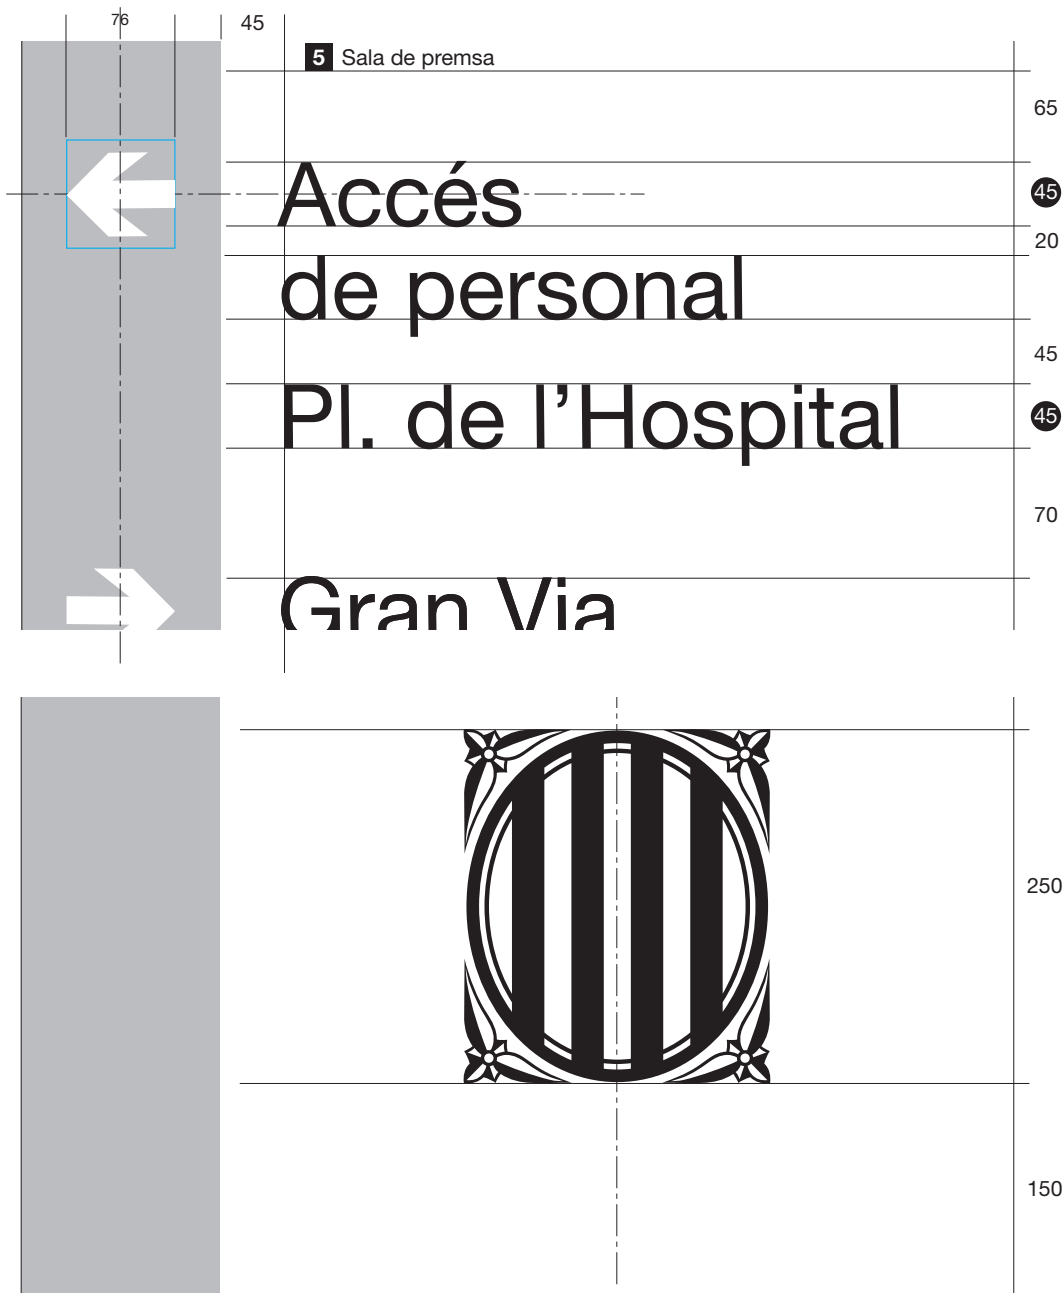 76 45
5 Sala de premsa
65
Accés 45
20
de personal
45
Pl. de l’Hospital 45
70
Gran Via
250
150